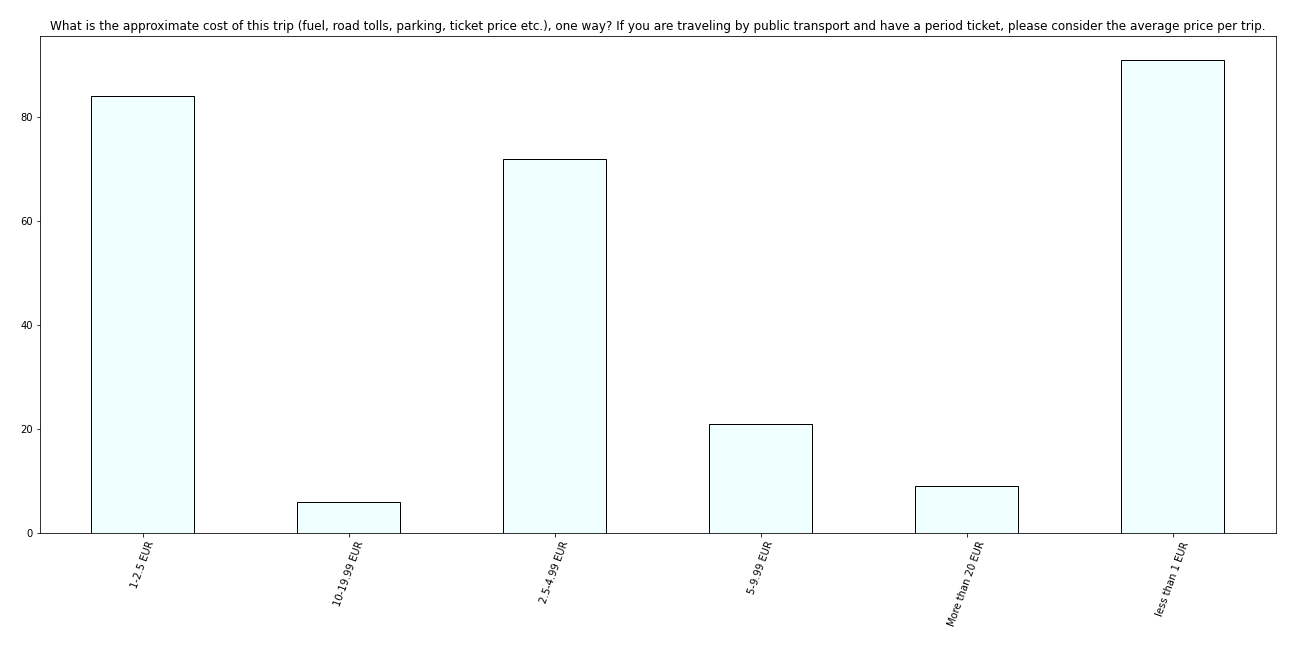 What is the approximate cost of this trip (fuel, road tolls, parking, ticket price etc.), one way? If you are traveling by public transport and have a period ticket, please consider the average price per trip.
80
60
40
20
0
1-2.5 EUR
10-19.99 EUR
2.5-4.99 EUR
5-9.99 EUR
More than 20 EUR
less than 1 EUR